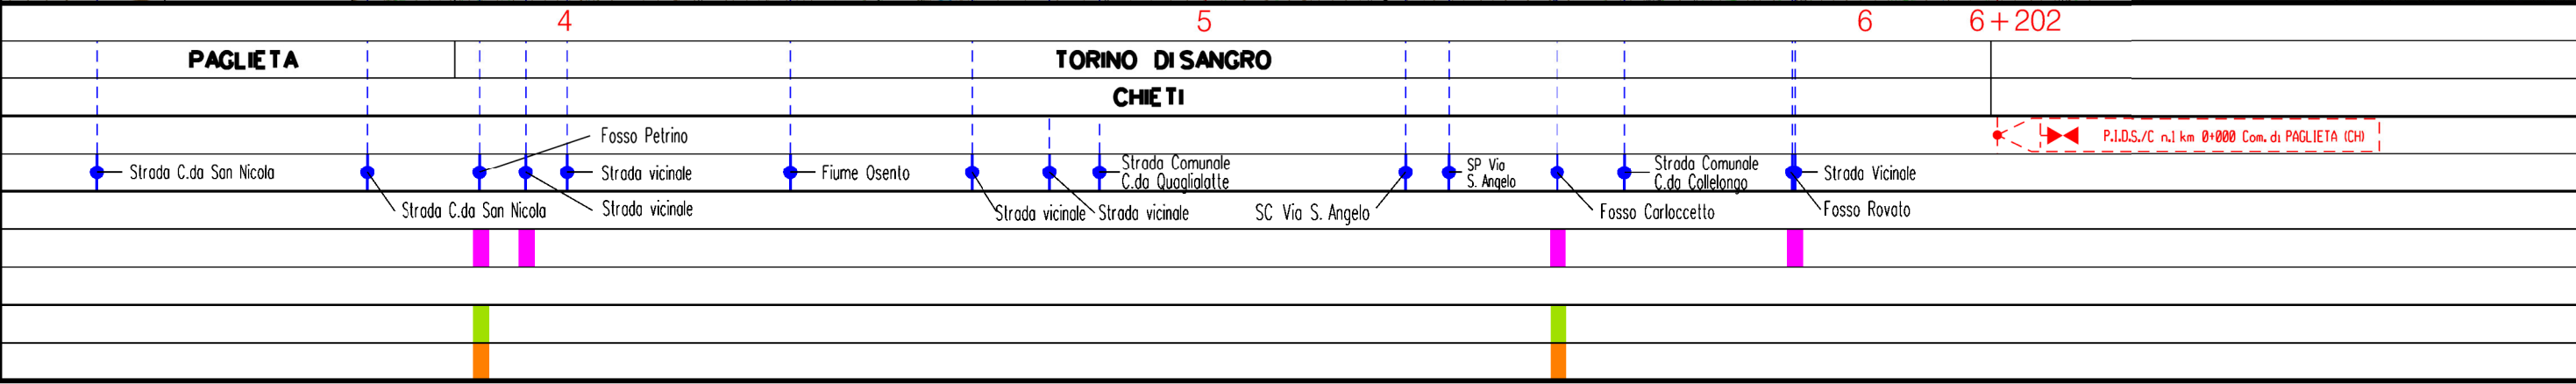 4 5 6 6+202
PAGLIETA TORINO DI SANGRO
CHIETI
Fosso Petrino
P.I.D.S./C n.1 km 0+000 Com. di PAGLIETA (CH)
Strada C.da San Nicola
Strada vicinale
Fiume Osento
Strada Comunale
C.da Quaglialatte
SP Via
S. Angelo
Strada Comunale
C.da Collelongo
Strada Vicinale
Strada C.da San Nicola
Strada vicinale
Strada vicinale
Strada vicinale
SC Via S. Angelo
Fosso Carloccetto
Fosso Rovato